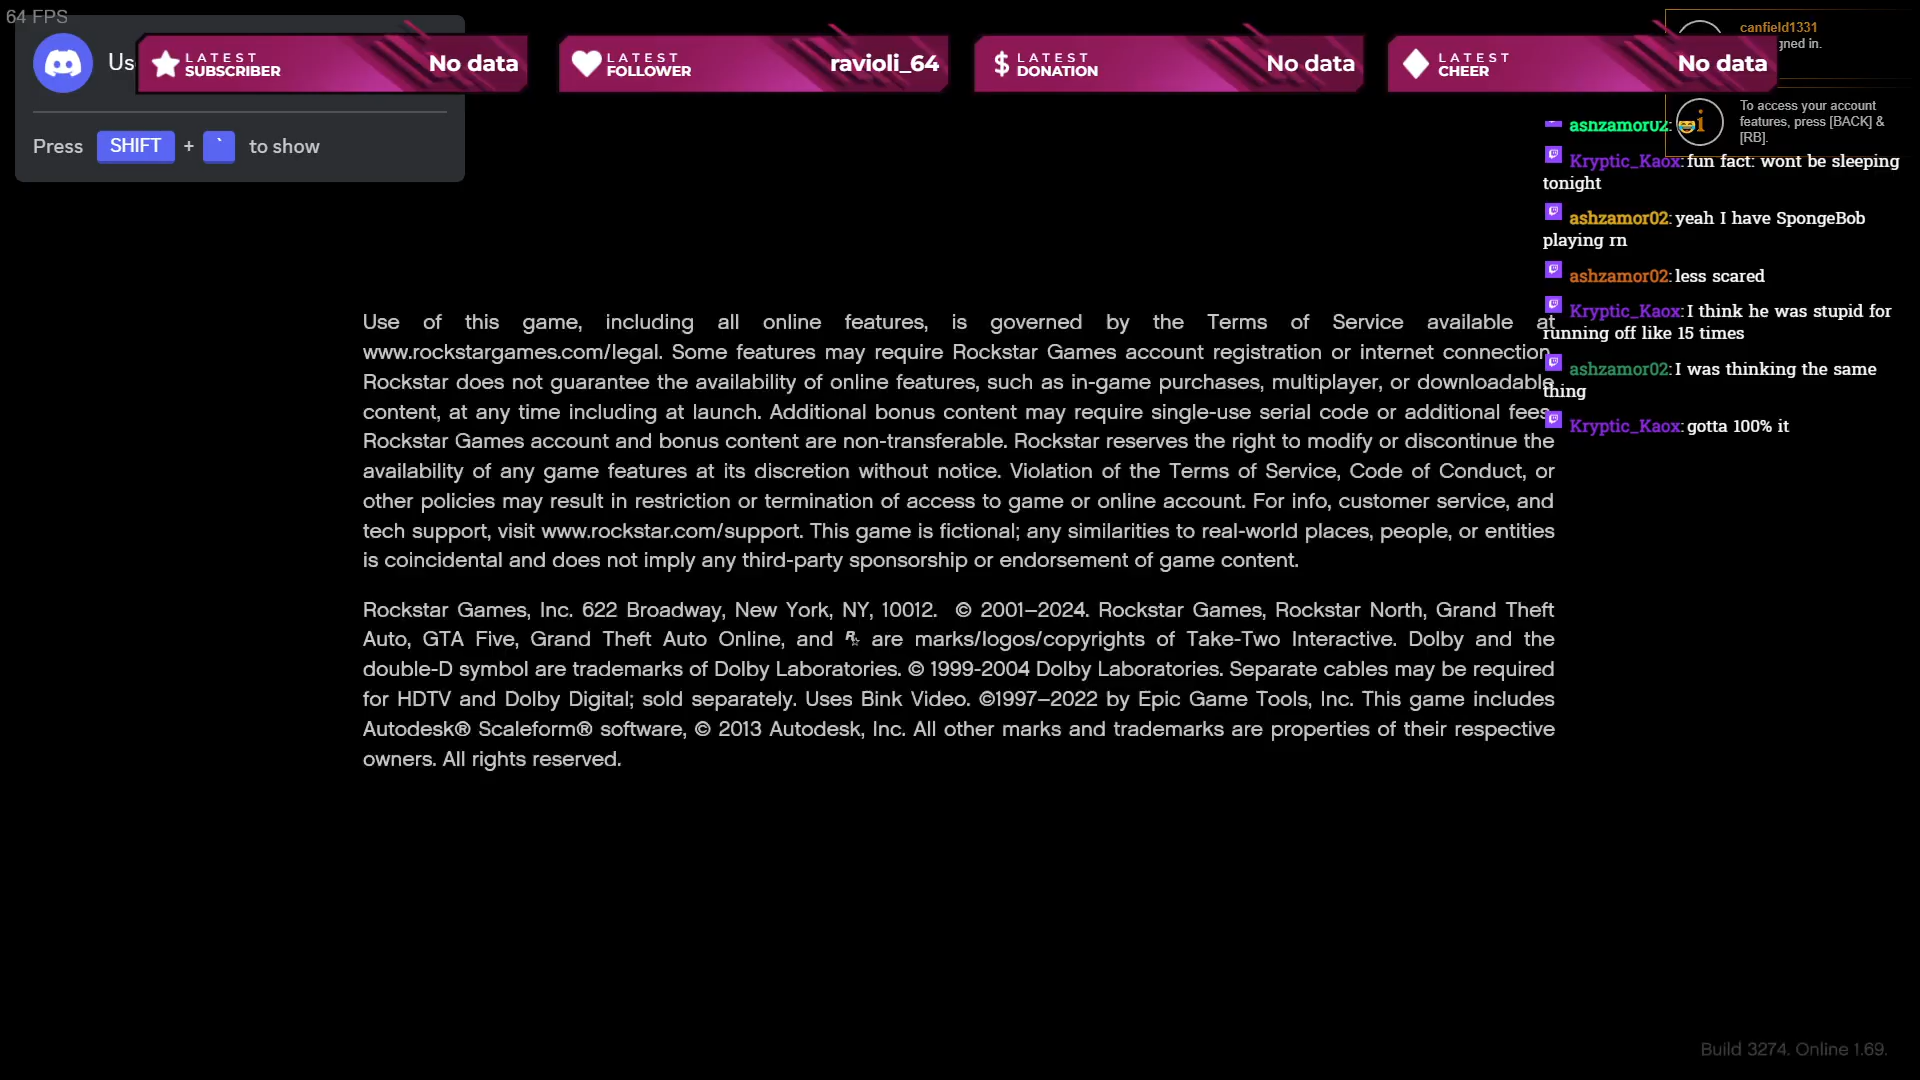 64 FPS
Us
Press SHIFT + ` to show
LATEST SUBSCRIBER No data
LATEST FOLLOWER ravioli_64
LATEST DONATION No data
LATEST CHEER No data
canfield1331
gned in.
To access your account
features, press [BACK] &
[RB].
ashzamor02:
Kryptic_Kaox: fun fact: wont be sleeping
tonight
ashzamor02: yeah I have SpongeBob
playing rn
ashzamor02: less scared
Kryptic_Kaox: I think he was stupid for
running off like 15 times
ashzamor02: I was thinking the same
thing
Kryptic_Kaox: gotta 100% it
Use of this game, including all online features, is governed by the Terms of Service available at
www.rockstargames.com/legal. Some features may require Rockstar Games account registration or internet connection.
Rockstar does not guarantee the availability of online features, such as in-game purchases, multiplayer, or downloadable
content, at any time including at launch. Additional bonus content may require single-use serial code or additional fees.
Rockstar Games account and bonus content are non-transferable. Rockstar reserves the right to modify or discontinue the
availability of any game features at its discretion without notice. Violation of the Terms of Service, Code of Conduct, or
other policies may result in restriction or termination of access to game or online account. For info, customer service, and
tech support, visit www.rockstar.com/support. This game is fictional; any similarities to real-world places, people, or entities
is coincidental and does not imply any third-party sponsorship or endorsement of game content.
Rockstar Games, Inc. 622 Broadway, New York, NY, 10012. © 2001–2024. Rockstar Games, Rockstar North, Grand Theft
Auto, GTA Five, Grand Theft Auto Online, and R* are marks/logos/copyrights of Take-Two Interactive. Dolby and the
double-D symbol are trademarks of Dolby Laboratories. © 1999-2004 Dolby Laboratories. Separate cables may be required
for HDTV and Dolby Digital; sold separately. Uses Bink Video. ©1997–2022 by Epic Game Tools, Inc. This game includes
Autodesk® Scaleform® software, © 2013 Autodesk, Inc. All other marks and trademarks are properties of their respective
owners. All rights reserved.
Build 3274. Online 1.69.